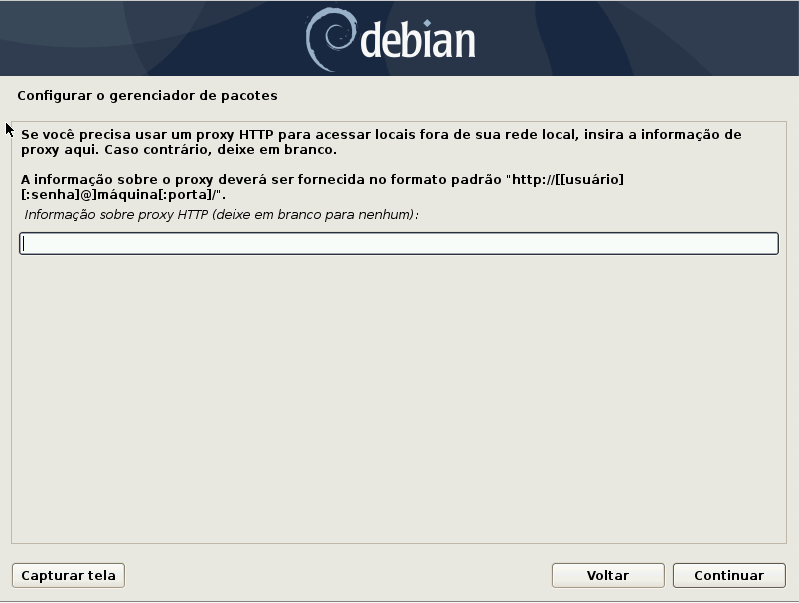 debian
Configurar o gerenciador de pacotes
Se você precisa usar um proxy HTTP para acessar locais fora de sua rede local, insira a informação de
proxy aqui. Caso contrário, deixe em branco.
A informação sobre o proxy deverá ser fornecida no formato padrão "http://[[usuário]
[:senha]@]máquina[:porta]/".
Informação sobre proxy HTTP (deixe em branco para nenhum):
Capturar tela
Voltar
Continuar